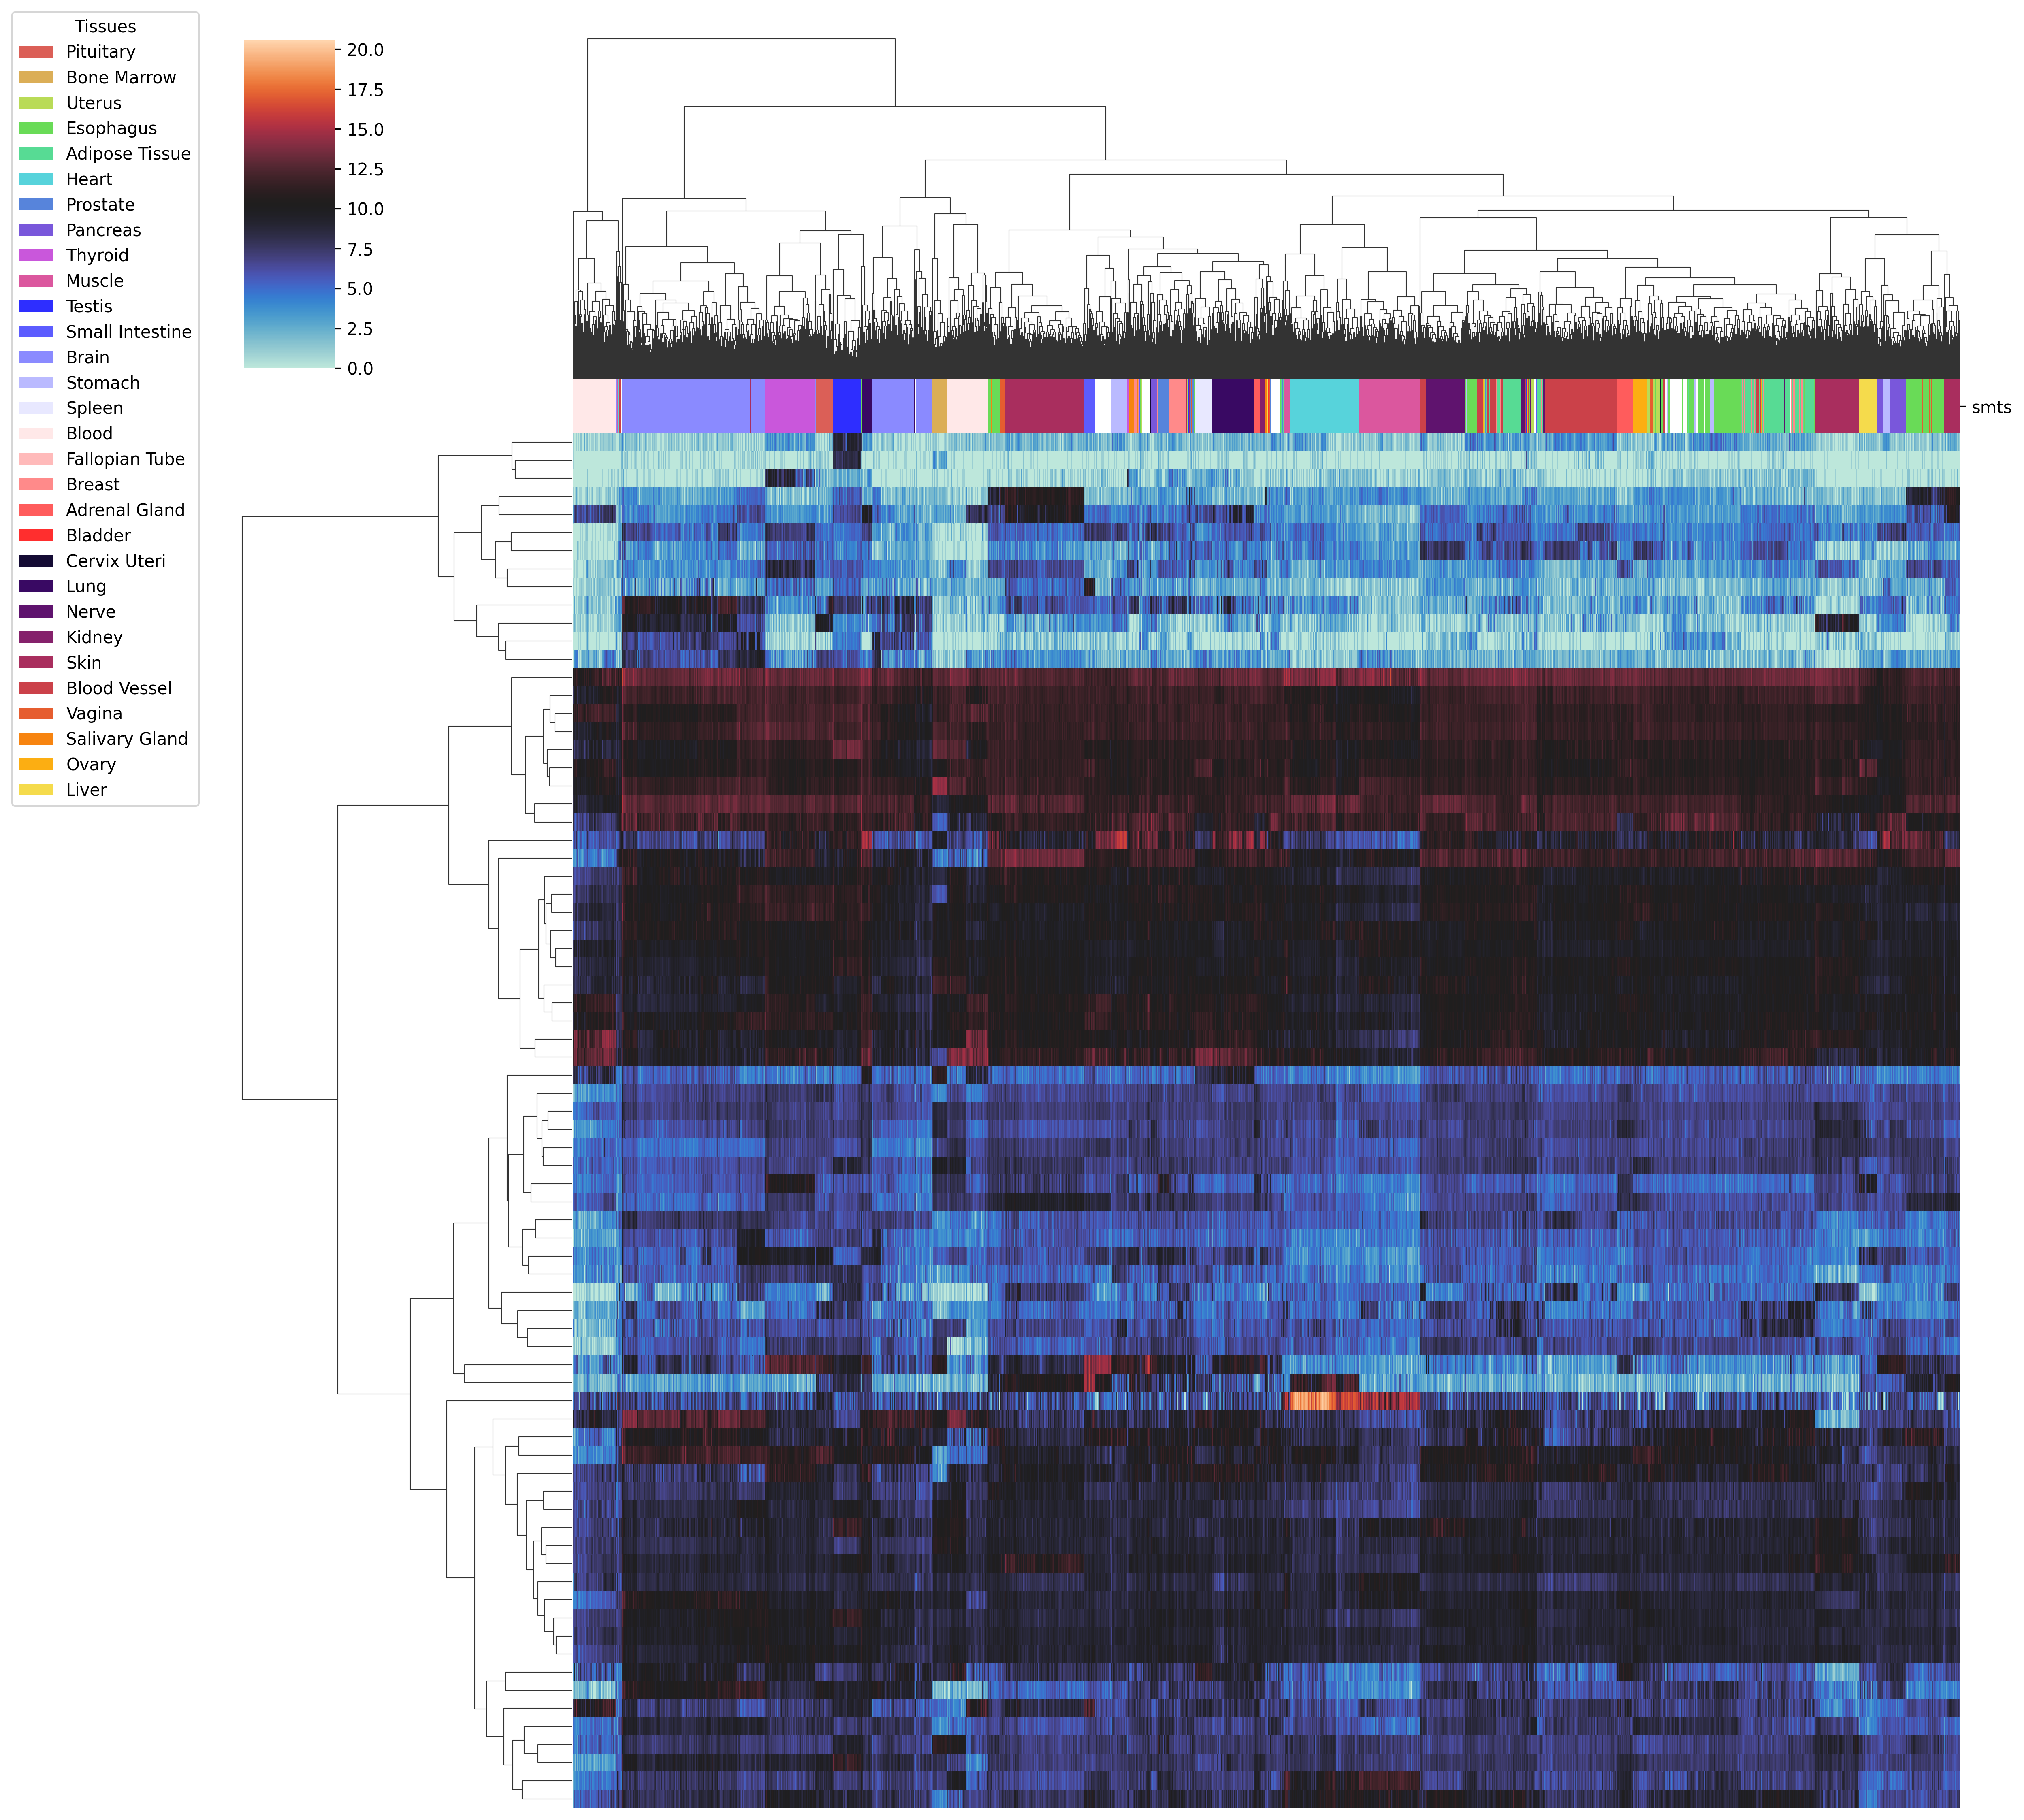 Tissues
Pituitary
Bone Marrow
Uterus
Esophagus
Adipose Tissue
Heart
Prostate
Pancreas
Thyroid
Muscle
Testis
Small Intestine
Brain
Stomach
Spleen
Blood
Fallopian Tube
Breast
Adrenal Gland
Bladder
Cervix Uteri
Lung
Nerve
Kidney
Skin
Blood Vessel
Vagina
Salivary Gland
Ovary
Liver
20.0
17.5
15.0
12.5
10.0
7.5
5.0
2.5
0.0
smts